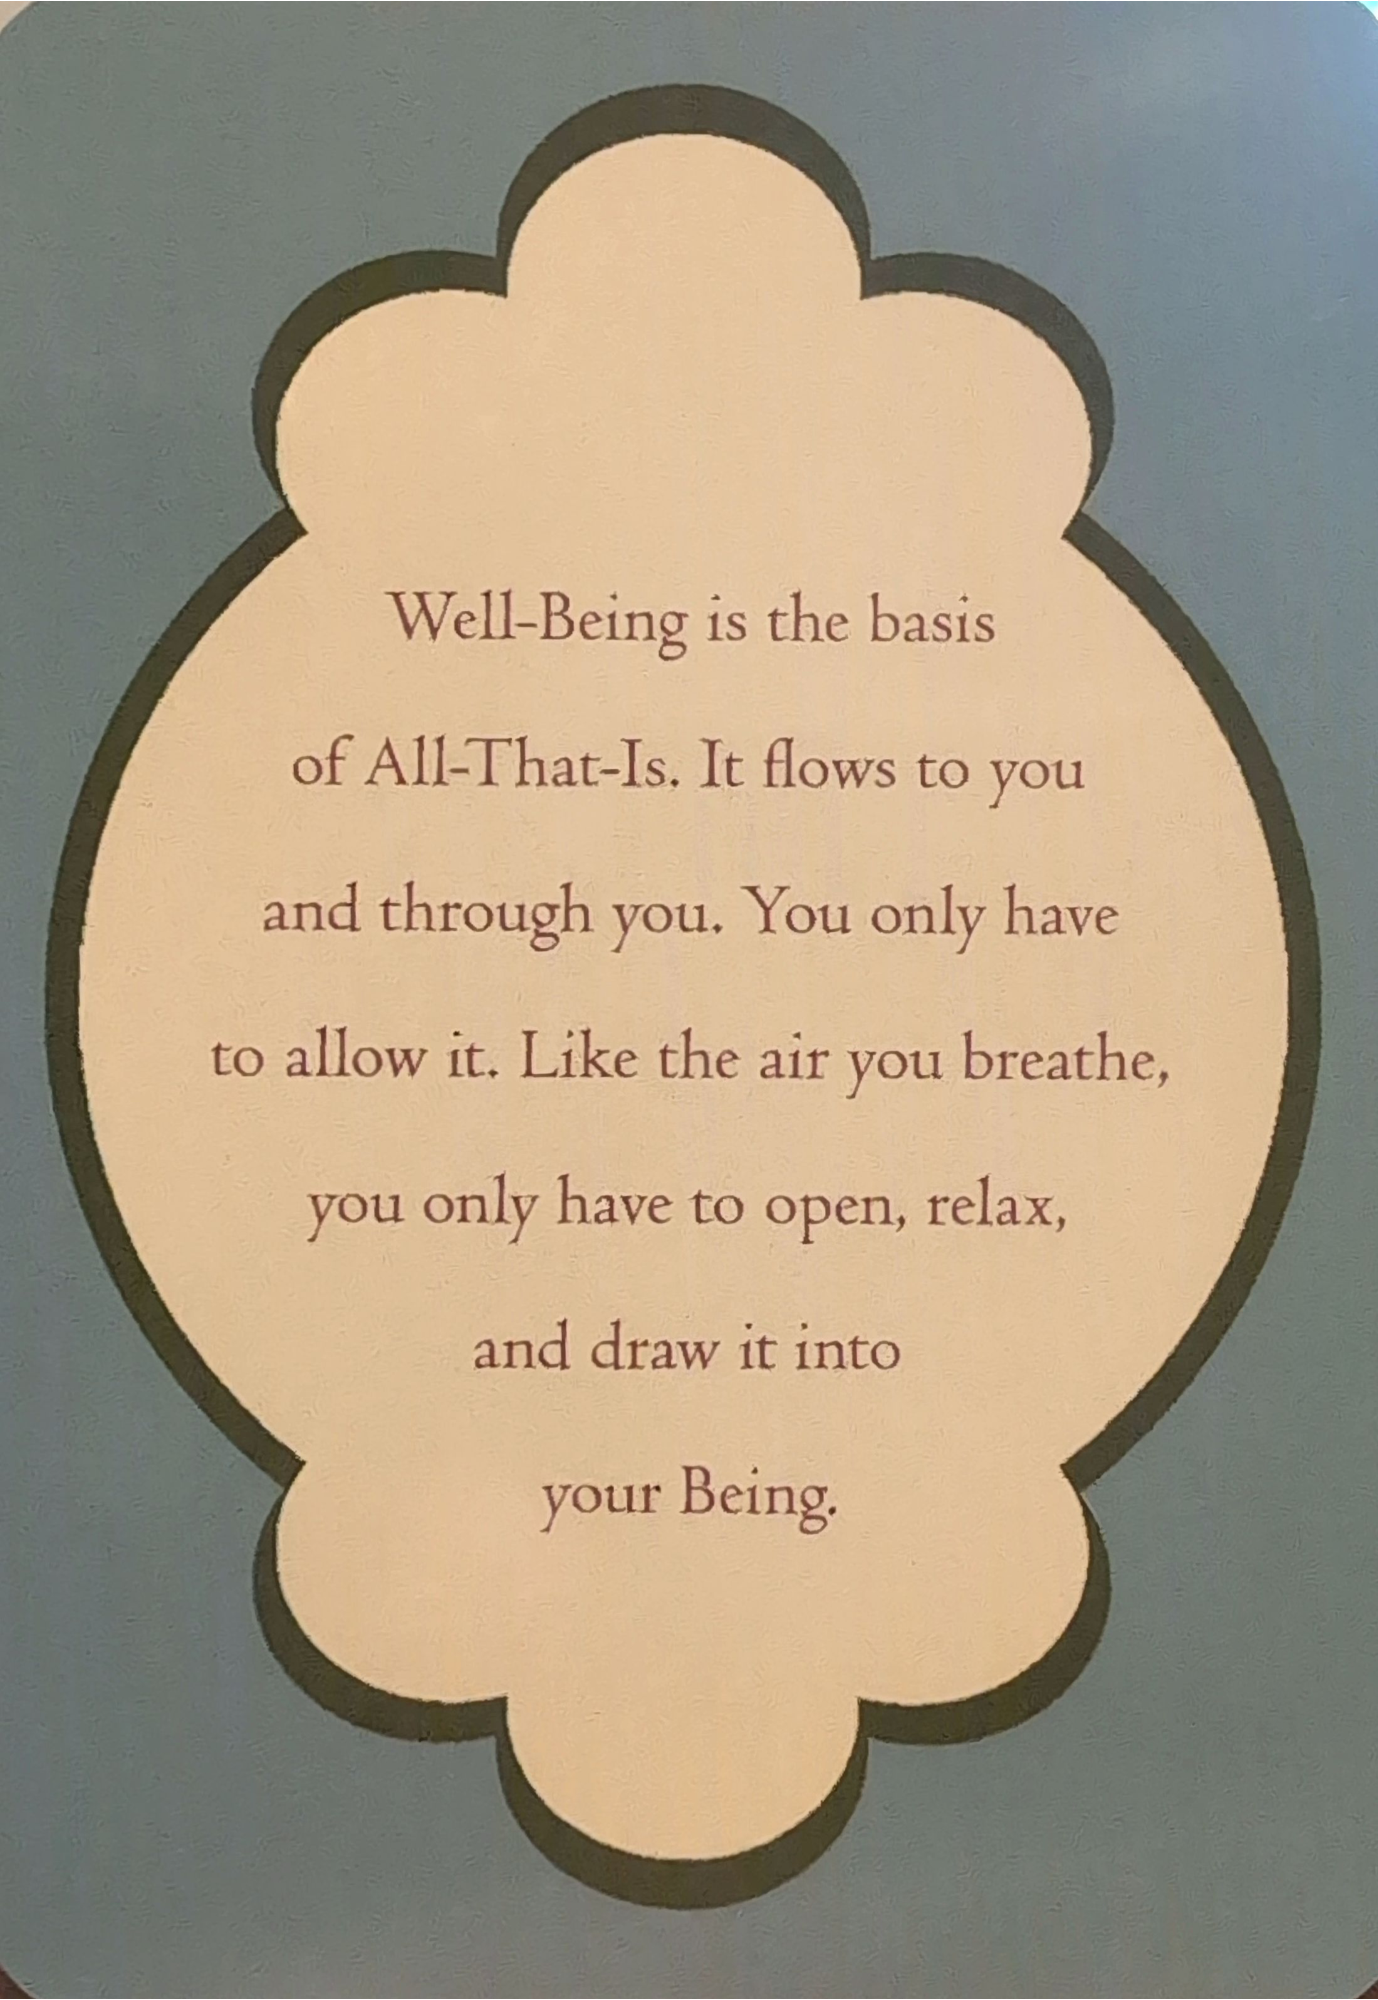 Well-Being is the basis
of All-That-Is. It flows to you
and through you. You only have
to allow it. Like the air you breathe,
you only have to open, relax,
and draw it into
your Being.